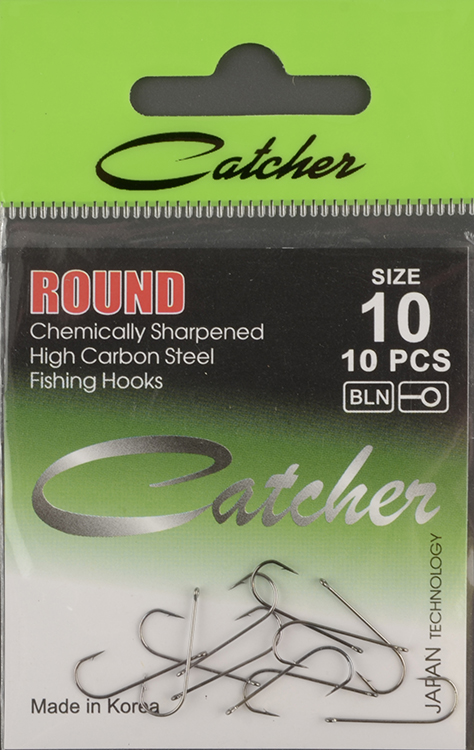 Catcher
ROUND
Chemically Sharpened
High Carbon Steel
Fishing Hooks
SIZE
10
10 PCS
BLN
Catcher
JAPAN TECHNOLOGY
Made in Korea